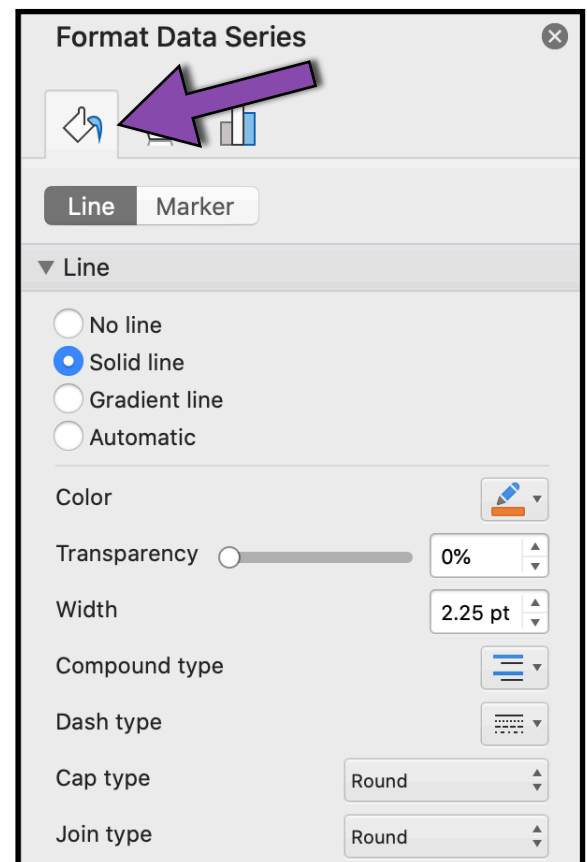 Format Data Series
Line Marker
Line
No line
Solid line
Gradient line
Automatic
Color
Transparency 0%
Width 2.25 pt
Compound type
Dash type
Cap type Round
Join type Round